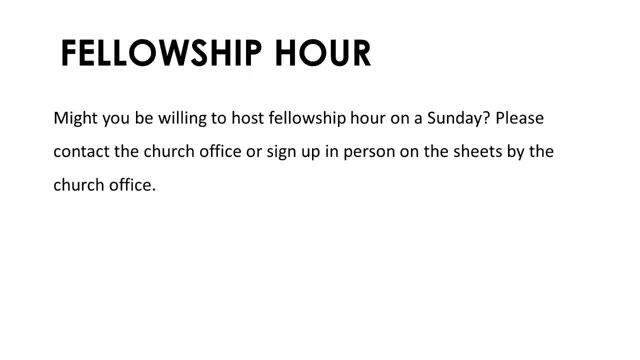 FELLOWSHIP HOUR
Might you be willing to host fellowship hour on a Sunday? Please
contact the church office or sign up in person on the sheets by the
church office.